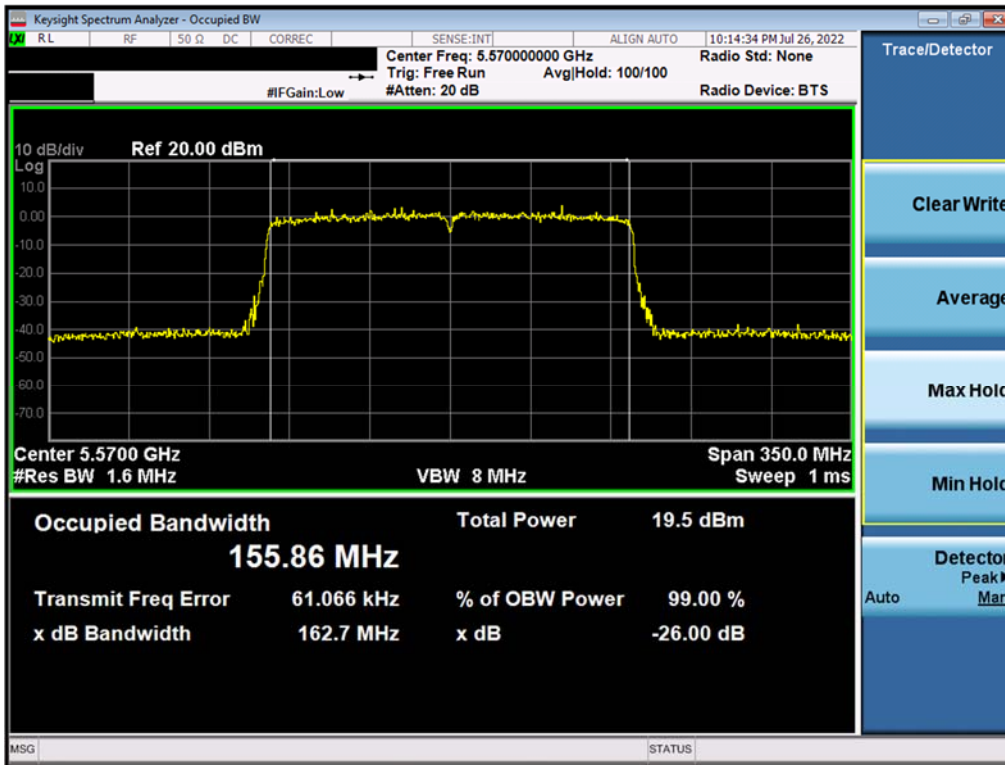 Keysight Spectrum Analyzer - Occupied BW
LXI RL RF 50 Ω DC CORREC SENSE:INT ALIGN AUTO 10:14:34 PM Jul 26, 2022
Center Freq: 5.570000000 GHz Radio Std: None
Trig: Free Run Avg|Hold: 100/100
#IFGain:Low #Atten: 20 dB Radio Device: BTS
10 dB/div Ref 20.00 dBm
Log
10.0
0.00
-10.0
-20.0
-30.0
-40.0
-50.0
60.0
-70.0
Center 5.5700 GHz Span 350.0 MHz
#Res BW 1.6 MHz VBW 8 MHz Sweep 1 ms
Occupied Bandwidth Total Power 19.5 dBm
155.86 MHz
Transmit Freq Error 61.066 kHz % of OBW Power 99.00 %
x dB Bandwidth 162.7 MHz x dB -26.00 dB
MSG STATUS
Trace/Detector
Clear Write
Average
Max Hold
Min Hold
Detector
Peak
Auto Man